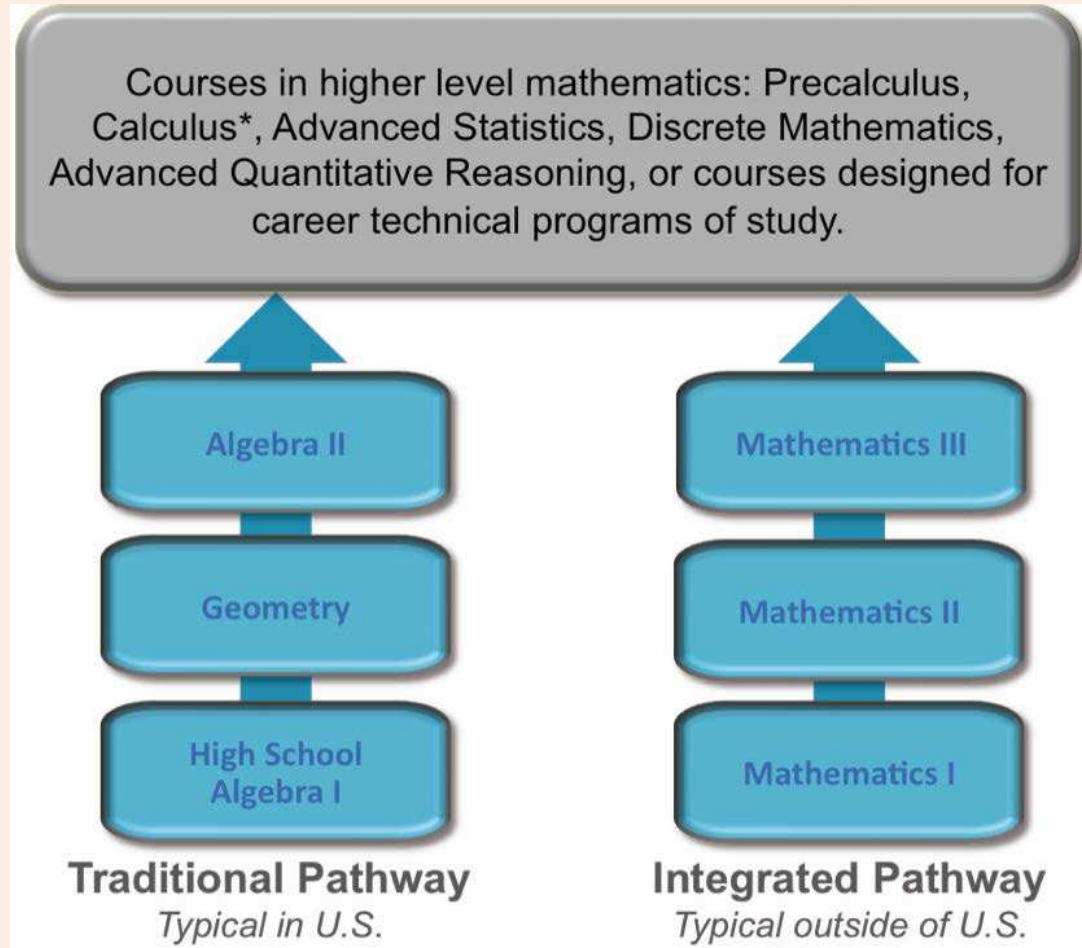 Courses in higher level mathematics: Precalculus,
Calculus*, Advanced Statistics, Discrete Mathematics,
Advanced Quantitative Reasoning, or courses designed for
career technical programs of study.
Algebra II
Geometry
High School
Algebra I
Traditional Pathway
Typical in U.S.
Mathematics III
Mathematics II
Mathematics I
Integrated Pathway
Typical outside of U.S.